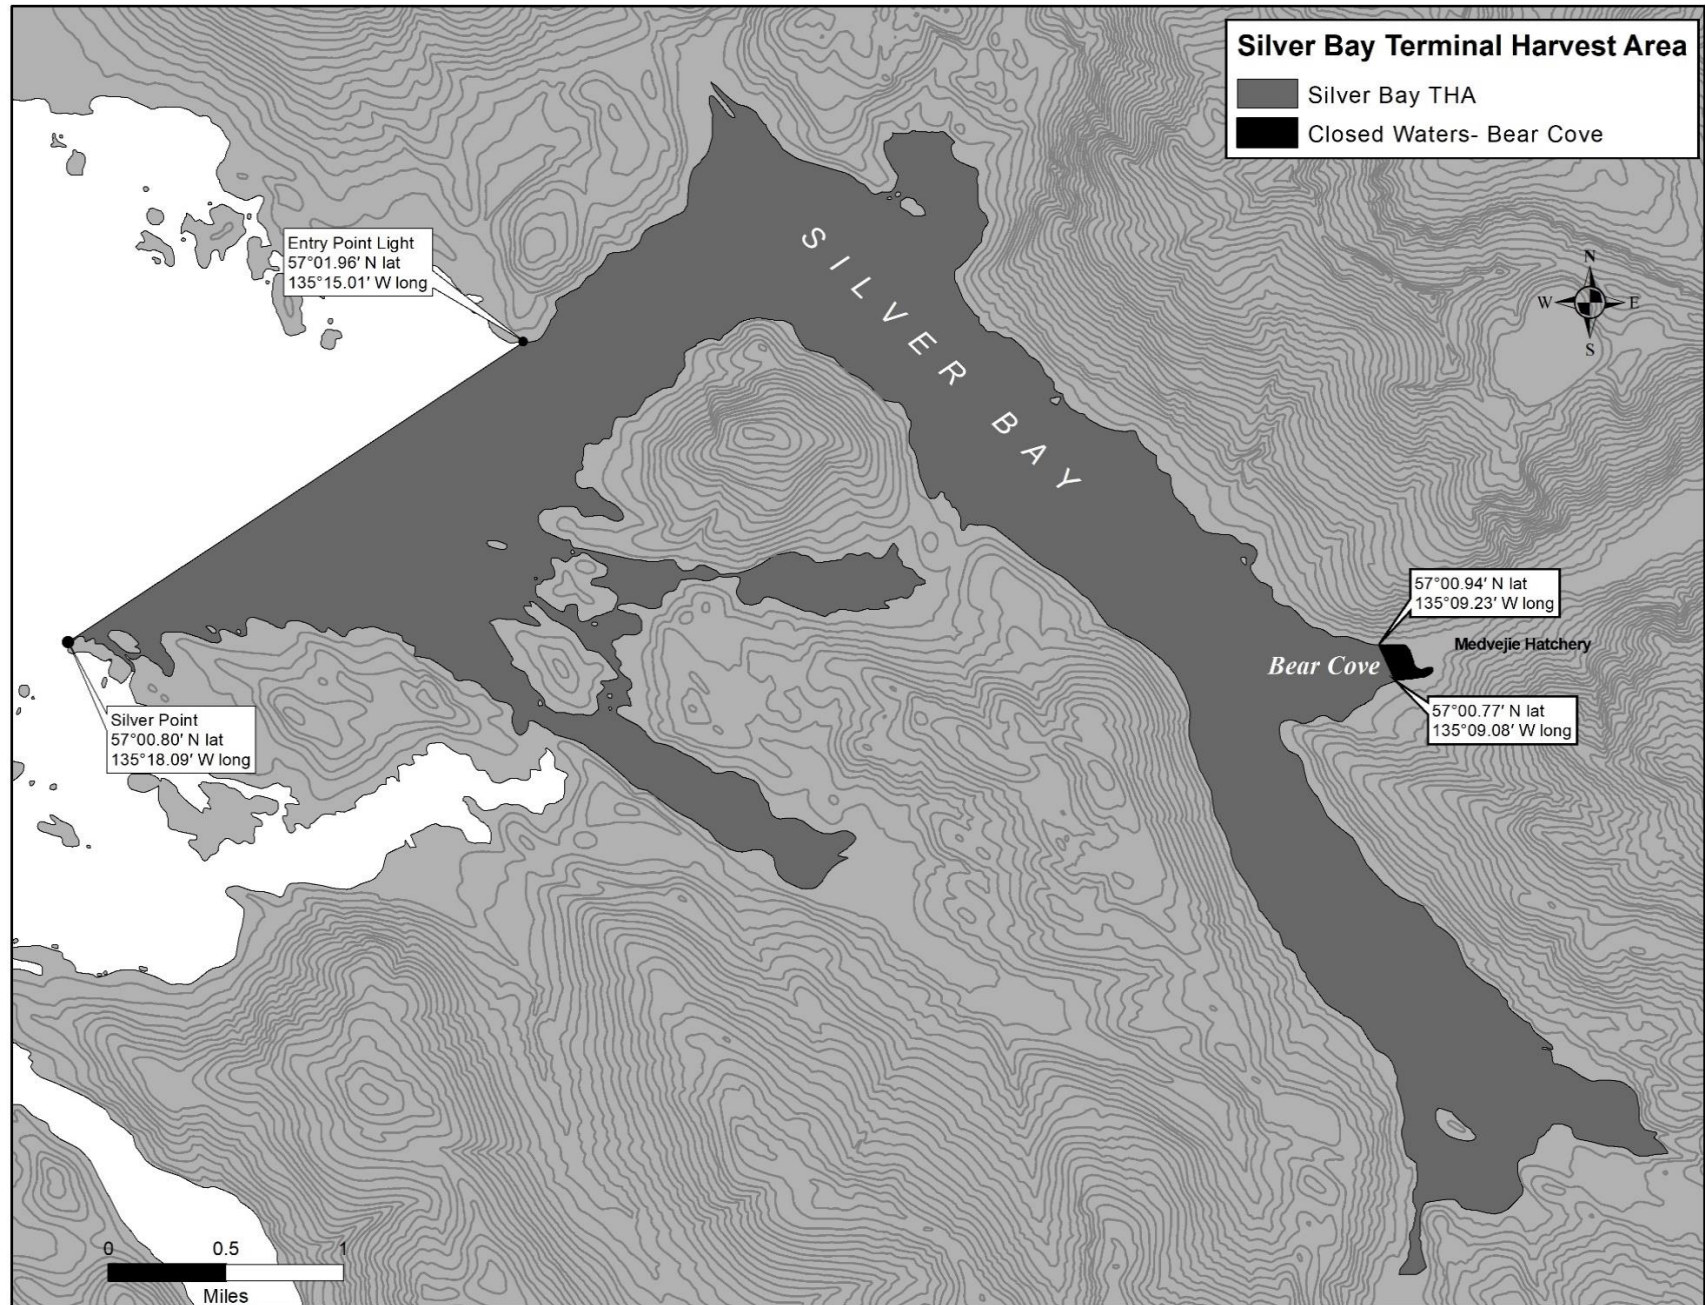 Silver Bay Terminal Harvest Area
Silver Bay THA
Closed Waters- Bear Cove
Entry Point Light
57°01.96′ N lat
135°15.01′ W long
SILVER BAY
N
W
E
S
57°00.94′ N lat
135°09.23′ W long
Medvejie Hatchery
Bear Cove
57°00.77′ N lat
135°09.08′ W long
Silver Point
57°00.80′ N lat
135°18.09′ W long
0 0.5 1
Miles